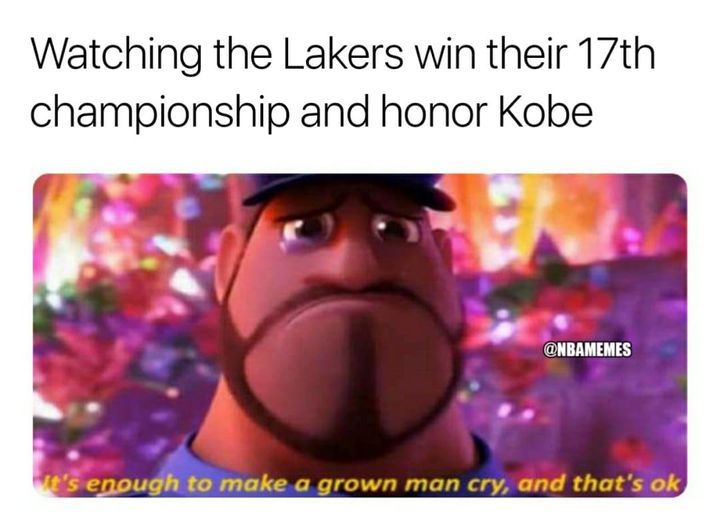 Watching the Lakers win their 17th
championship and honor Kobe
@NBAMEMES
It's enough to make a grown man cry, and that's ok